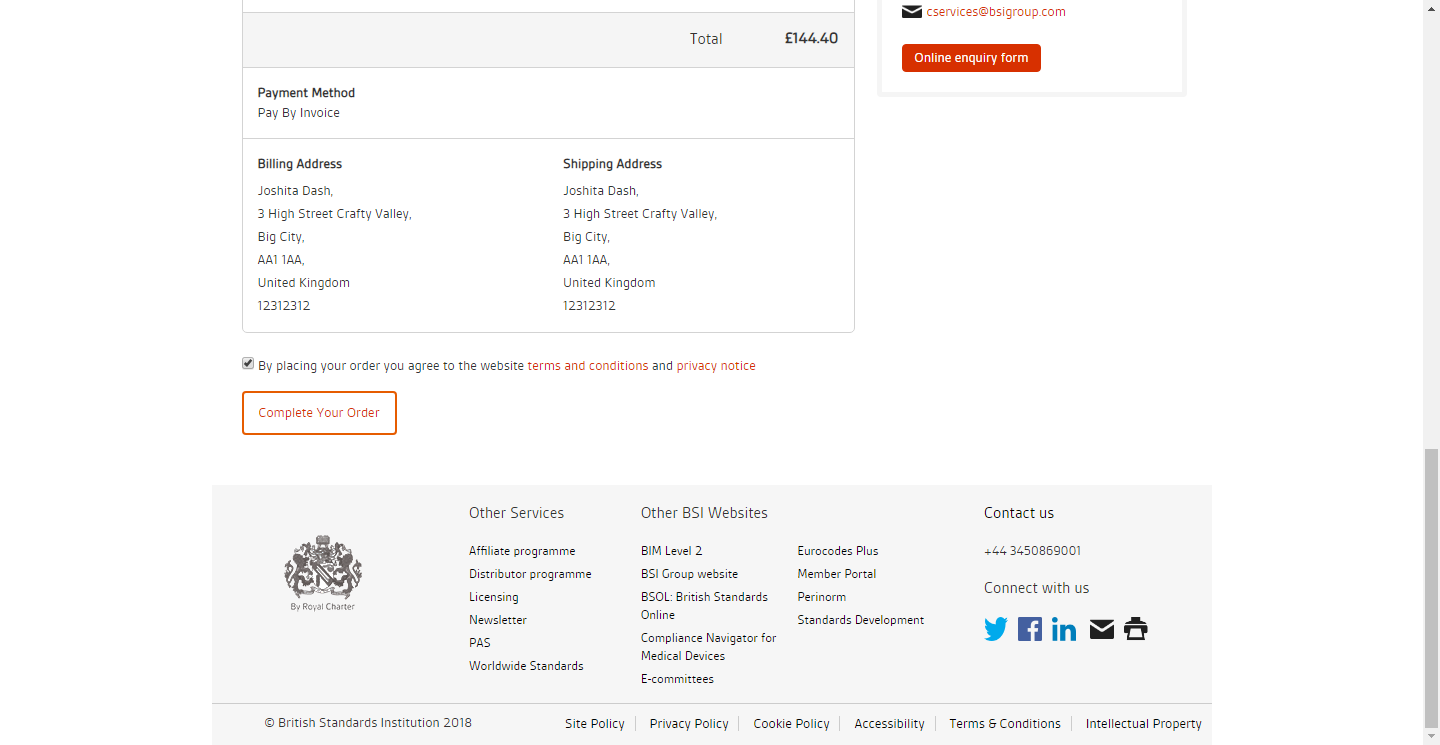 cservices@bsigroup.com
Total £144.40
Online enquiry form
Payment Method
Pay By Invoice
Billing Address
Joshita Dash,
3 High Street Crafty Valley,
Big City,
AA1 1AA,
United Kingdom
12312312
Shipping Address
Joshita Dash,
3 High Street Crafty Valley,
Big City,
AA1 1AA,
United Kingdom
12312312
By placing your order you agree to the website terms and conditions and privacy notice
Complete Your Order
By Royal Charter
Other Services
Affiliate programme
Distributor programme
Licensing
Newsletter
PAS
Worldwide Standards
Other BSI Websites
BIM Level 2
BSI Group website
BSOL: British Standards
Online
Compliance Navigator for
Medical Devices
E-committees
Eurocodes Plus
Member Portal
Perinorm
Standards Development
Contact us
+44 3450869001
Connect with us
© British Standards Institution 2018
Site Policy
Privacy Policy
Cookie Policy
Accessibility
Terms & Conditions
Intellectual Property